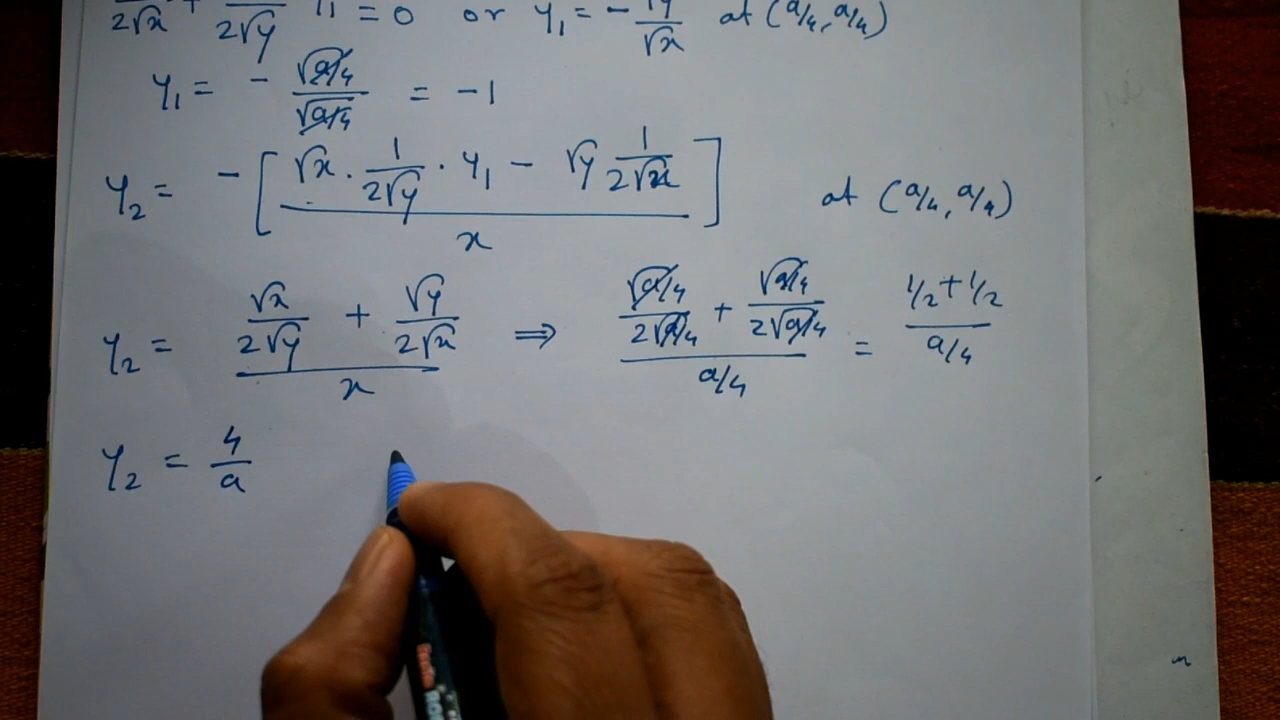 1/2√x + 1/2√y y₁ = 0 or y₁ = - √y/√x at (a/4, a/4)
y₁ = - √a/4 / √a/4 = -1
y₂ = - [ (√x · 1/2√y · y₁ - √y 1/2√x) / x ] at (a/4, a/4)
y₂ = (√x/2√y + √y/2√x) / x ⇒ (√a/4 / 2√a/4 + √a/4 / 2√a/4) / a/4 = (1/2 + 1/2) / a/4
y₂ = 4/a